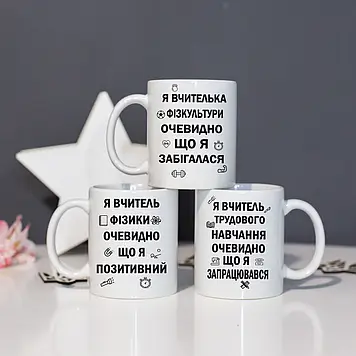 Я ВЧИТЕЛЬКА
ФІЗКУЛЬТУРИ
ОЧЕВИДНО
ЩО Я
ЗАБІГАЛАСЯ
Я ВЧИТЕЛЬ
ФІЗИКИ
ОЧЕВИДНО
ЩО Я
ПОЗИТИВНИЙ
Я ВЧИТЕЛЬ
ТРУДОВОГО
НАВЧАННЯ
ОЧЕВИДНО
ЩО Я
ЗАПРАЦЮВАВСЯ